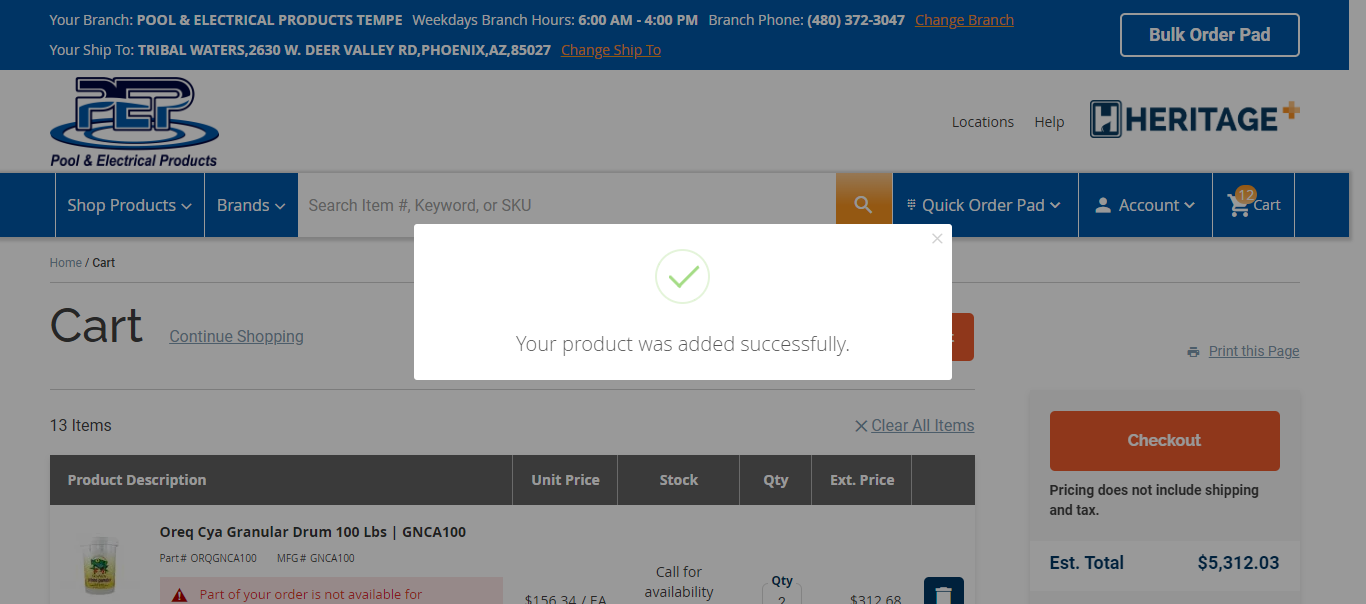 Your Branch: POOL & ELECTRICAL PRODUCTS TEMPE Weekdays Branch Hours: 6:00 AM - 4:00 PM Branch Phone: (480) 372-3047 Change Branch
Your Ship To: TRIBAL WATERS,2630 W. DEER VALLEY RD,PHOENIX,AZ,85027 Change Ship To
Bulk Order Pad
PEP
Pool & Electrical Products
Locations Help
HERITAGE+
Shop Products Brands Search Item #, Keyword, or SKU Quick Order Pad Account 12 Cart
Home / Cart
Cart Continue Shopping
Your product was added successfully.
Print this Page
13 Items Clear All Items
Checkout
Product Description Unit Price Stock Qty Ext. Price
Pricing does not include shipping
and tax.
Oreq Cya Granular Drum 100 Lbs | GNCA100
Part# ORQGNCA100 MFG# GNCA100
Est. Total $5,312.03
Call for
availability
Qty
2
Part of your order is not available for
$156.34 / EA
$312.68